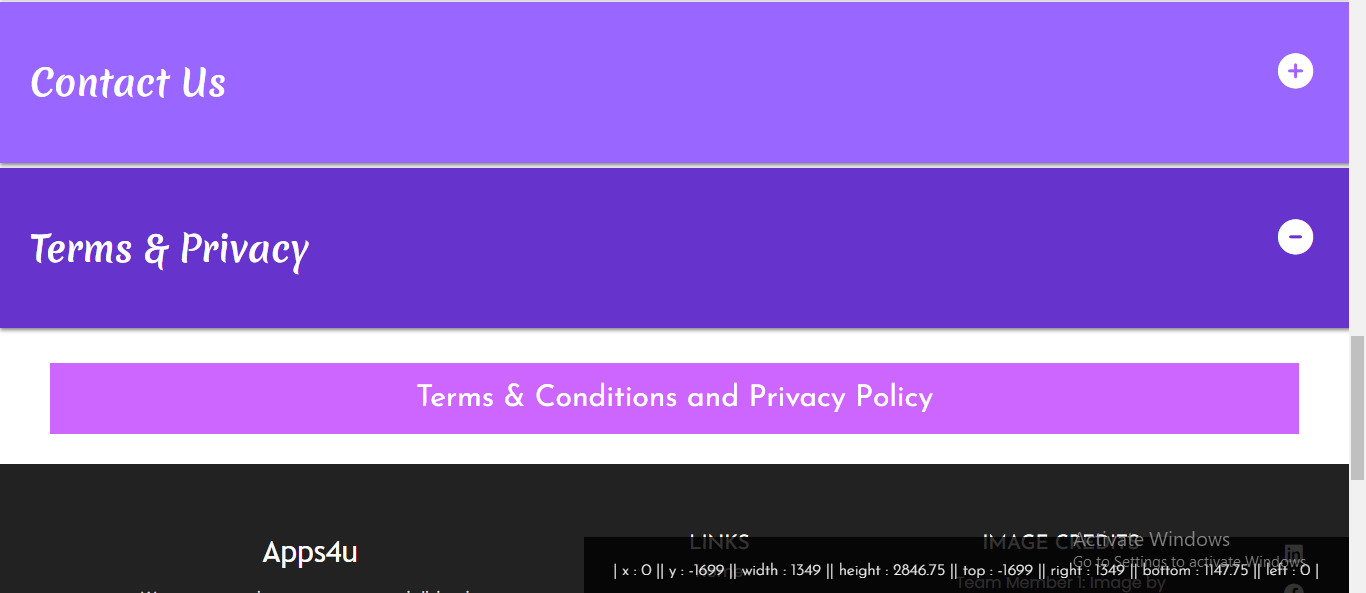 Contact Us
Terms & Privacy
Terms & Conditions and Privacy Policy
Apps4u
LINKS
IMAGE CREDITS
Activate Windows
Go to Settings to activate Windows.
| x : 0 || y : -1699 || width : 1349 || height : 2846.75 || top : -1699 || right : 1349 || bottom : 1147.75 || left : 0 |
Team Member 1: Image by